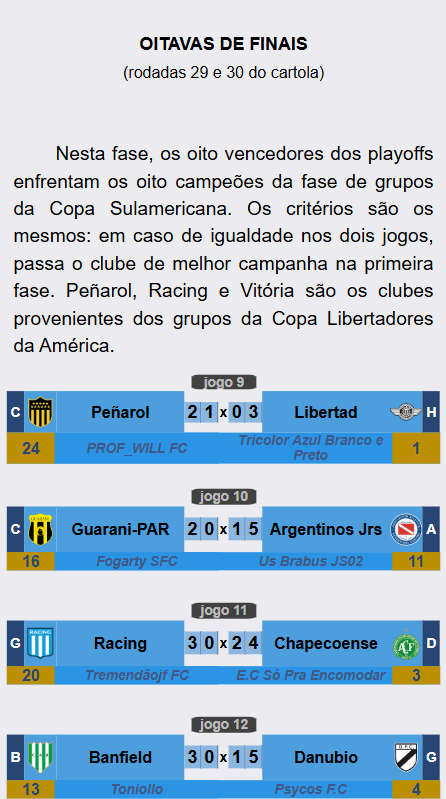 OITAVAS DE FINAIS
(rodadas 29 e 30 do cartola)
Nesta fase, os oito vencedores dos playoffs
enfrentam os oito campeões da fase de grupos
da Copa Sulamericana. Os critérios são os
mesmos: em caso de igualdade nos dois jogos,
passa o clube de melhor campanha na primeira
fase. Peñarol, Racing e Vitória são os clubes
provenientes dos grupos da Copa Libertadores
da América.
jogo 9
C Peñarol 2 1 x 0 3 Libertad H
24 PROF_WILL FC Tricolor Azul Branco e
Preto 1
jogo 10
C Guarani-PAR 2 0 x 1 5 Argentinos Jrs A
16 Fogarty SFC Us Brabus JS02 11
jogo 11
G Racing 3 0 x 2 4 Chapecoense D
RACING
20 Tremendãojf FC E.C Só Pra Encomodar 3
jogo 12
B Banfield 3 0 x 1 5 Danubio G
13 Toniollo Psycos F.C 4